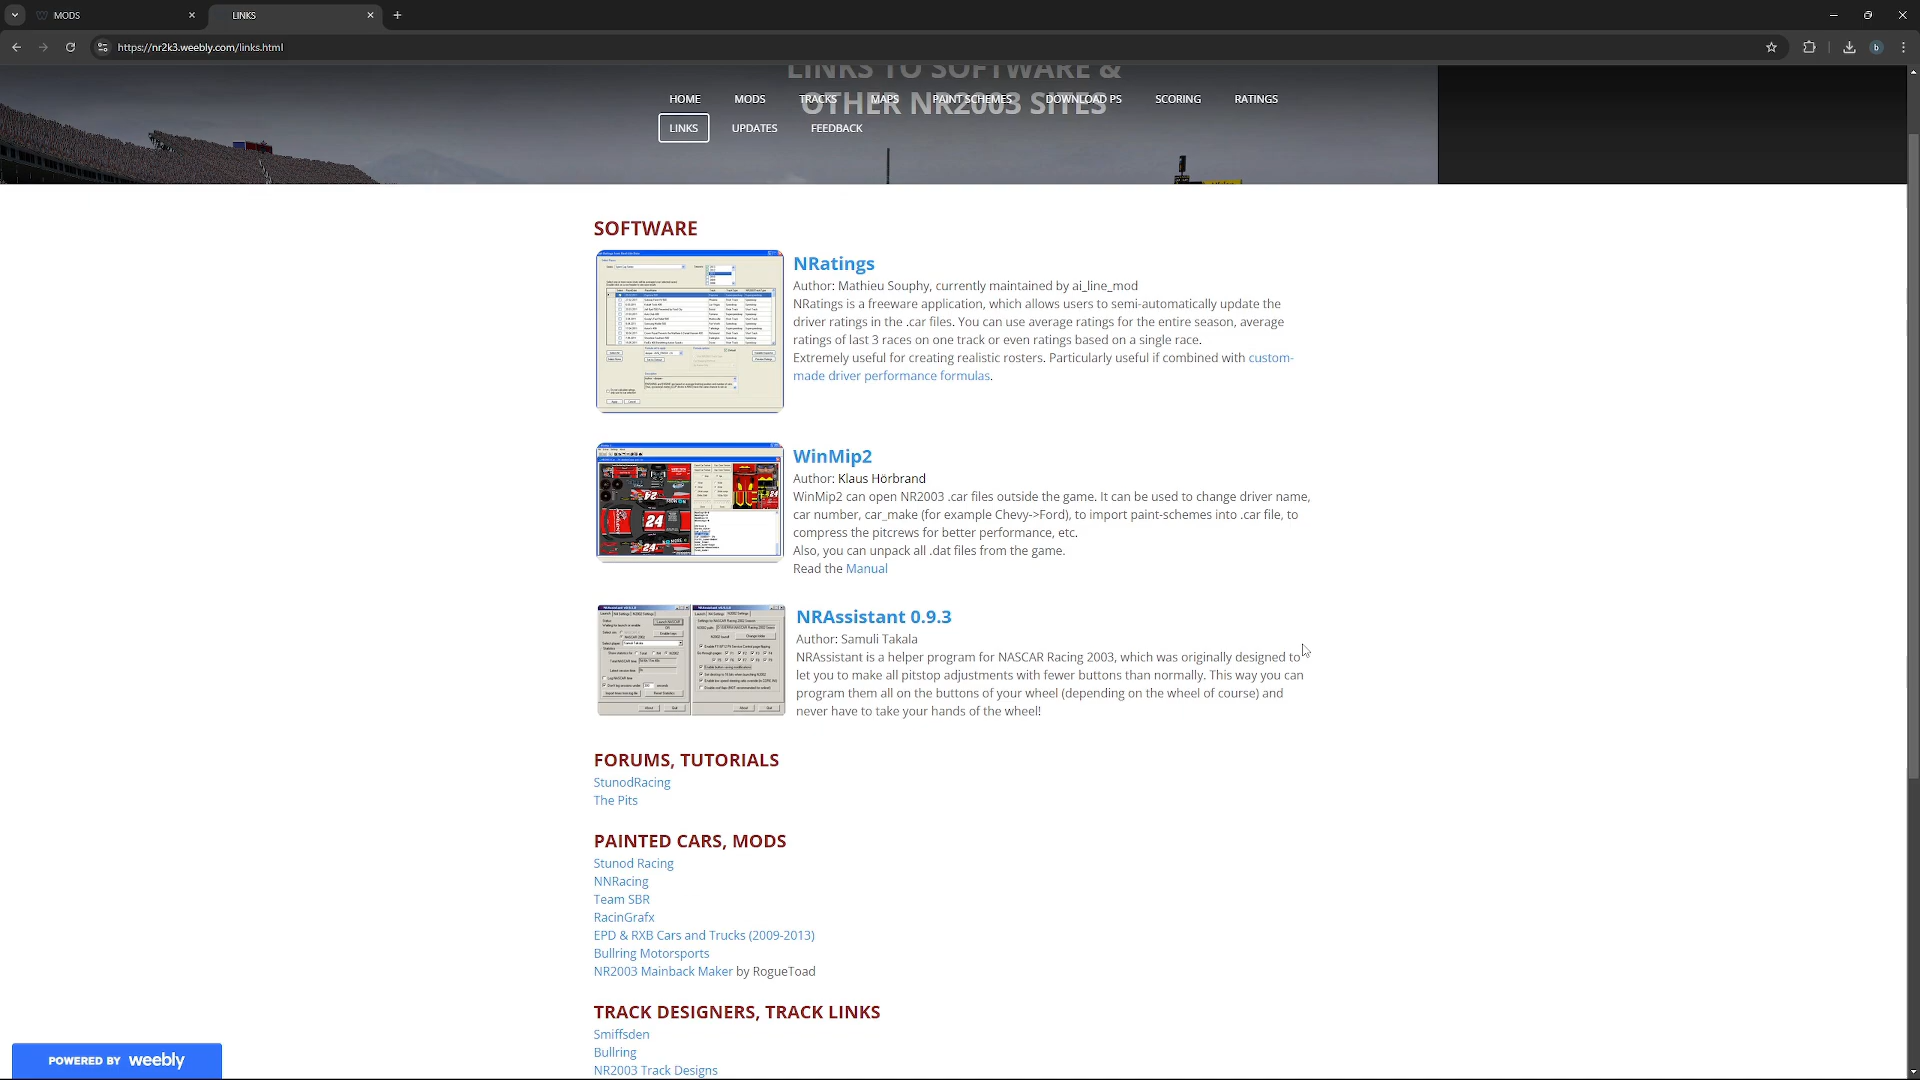 MODS
LINKS
https://nr2k3.weebly.com/links.html
b
LINKS TO SOFTWARE &
OTHER NR2003 SITES
HOME MODS TRACKS MAPS PAINT SCHEMES DOWNLOAD PS SCORING RATINGS
LINKS UPDATES FEEDBACK
SOFTWARE
NRatings
Author: Mathieu Souphy, currently maintained by ai_line_mod
NRatings is a freeware application, which allows users to semi-automatically update the
driver ratings in the .car files. You can use average ratings for the entire season, average
ratings of last 3 races on one track or even ratings based on a single race.
Extremely useful for creating realistic rosters. Particularly useful if combined with custom-
made driver performance formulas.
WinMip2
Author: Klaus Hörbrand
WinMip2 can open NR2003 .car files outside the game. It can be used to change driver name,
car number, car_make (for example Chevy->Ford), to import paint-schemes into .car file, to
compress the pitcrews for better performance, etc.
Also, you can unpack all .dat files from the game.
Read the Manual
24
NRAssistant 0.9.3
Author: Samuli Takala
NRAssistant is a helper program for NASCAR Racing 2003, which was originally designed to
let you to make all pitstop adjustments with fewer buttons than normally. This way you can
program them all on the buttons of your wheel (depending on the wheel of course) and
never have to take your hands of the wheel!
FORUMS, TUTORIALS
StunodRacing
The Pits
PAINTED CARS, MODS
Stunod Racing
NNRacing
Team SBR
RacinGrafx
EPD & RXB Cars and Trucks (2009-2013)
Bullring Motorsports
NR2003 Mainback Maker by RogueToad
TRACK DESIGNERS, TRACK LINKS
Smiffsden
Bullring
NR2003 Track Designs
POWERED BY weebly